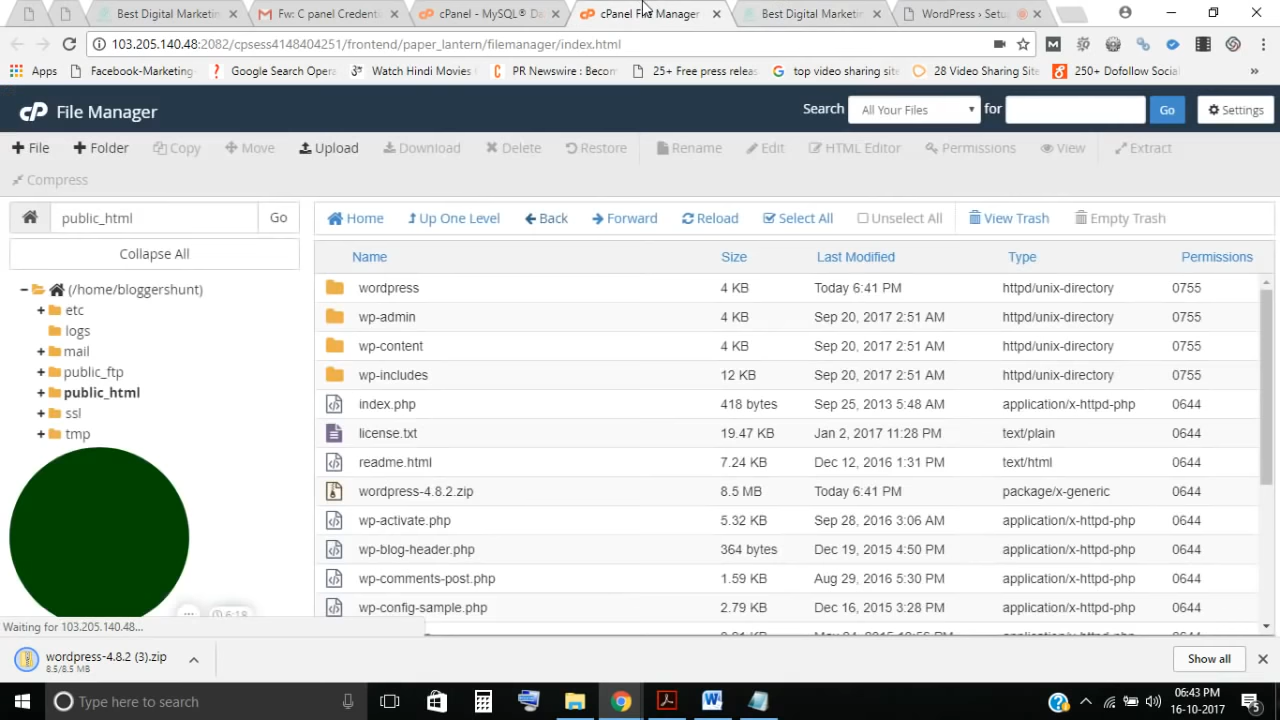 Best Digital Marketin
Fw: C panel Credenti
cPanel - MySQL® Da
cPanel File Manager
Best Digital Marketin
WordPress › Setu
103.205.140.48:2082/cpsess4148404251/frontend/paper_lantern/filemanager/index.html
Apps
Facebook-Marketing
Google Search Opera
Watch Hindi Movies
PR Newswire : Becom
25+ Free press releas
top video sharing site
28 Video Sharing Site
250+ Dofollow Social
»
cP File Manager
Search All Your Files for Go Settings
+ File + Folder Copy Move Upload Download Delete Restore Rename Edit HTML Editor Permissions View Extract
Compress
public_html Go
Home Up One Level Back Forward Reload Select All Unselect All View Trash Empty Trash
Collapse All
Name Size Last Modified Type Permissions
(/home/bloggershunt)
etc
logs
mail
public_ftp
public_html
ssl
tmp
wordpress 4 KB Today 6:41 PM httpd/unix-directory 0755
wp-admin 4 KB Sep 20, 2017 2:51 AM httpd/unix-directory 0755
wp-content 4 KB Sep 20, 2017 2:51 AM httpd/unix-directory 0755
wp-includes 12 KB Sep 20, 2017 2:51 AM httpd/unix-directory 0755
index.php 418 bytes Sep 25, 2013 5:48 AM application/x-httpd-php 0644
license.txt 19.47 KB Jan 2, 2017 11:28 PM text/plain 0644
readme.html 7.24 KB Dec 12, 2016 1:31 PM text/html 0644
wordpress-4.8.2.zip 8.5 MB Today 6:41 PM package/x-generic 0644
wp-activate.php 5.32 KB Sep 28, 2016 3:06 AM application/x-httpd-php 0644
wp-blog-header.php 364 bytes Dec 19, 2015 4:50 PM application/x-httpd-php 0644
wp-comments-post.php 1.59 KB Aug 29, 2016 5:30 PM application/x-httpd-php 0644
wp-config-sample.php 2.79 KB Dec 16, 2015 3:28 PM application/x-httpd-php 0644
6:18
Waiting for 103.205.140.48...
wordpress-4.8.2 (3).zip
8.5/8.5 MB
Show all
Type here to search
06:43 PM
16-10-2017
5